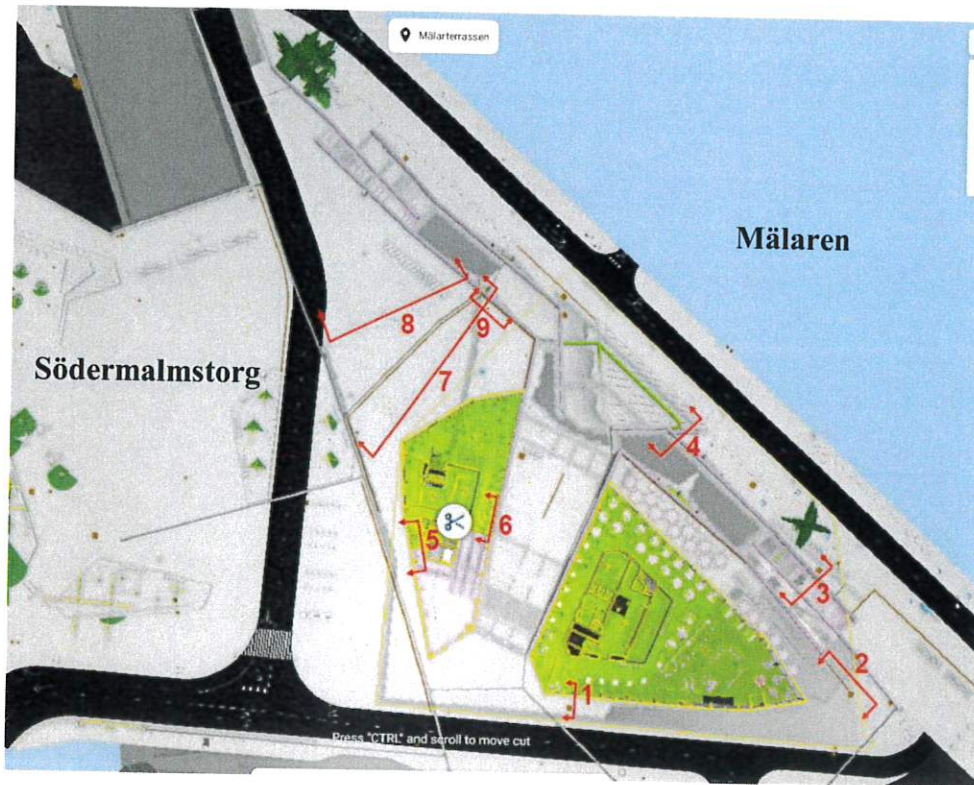 Mälarterrassen
Mälaren
8
9
Södermalmstorg
7
4
6
5
3
2
1
Press "CTRL" and scroll to move cut